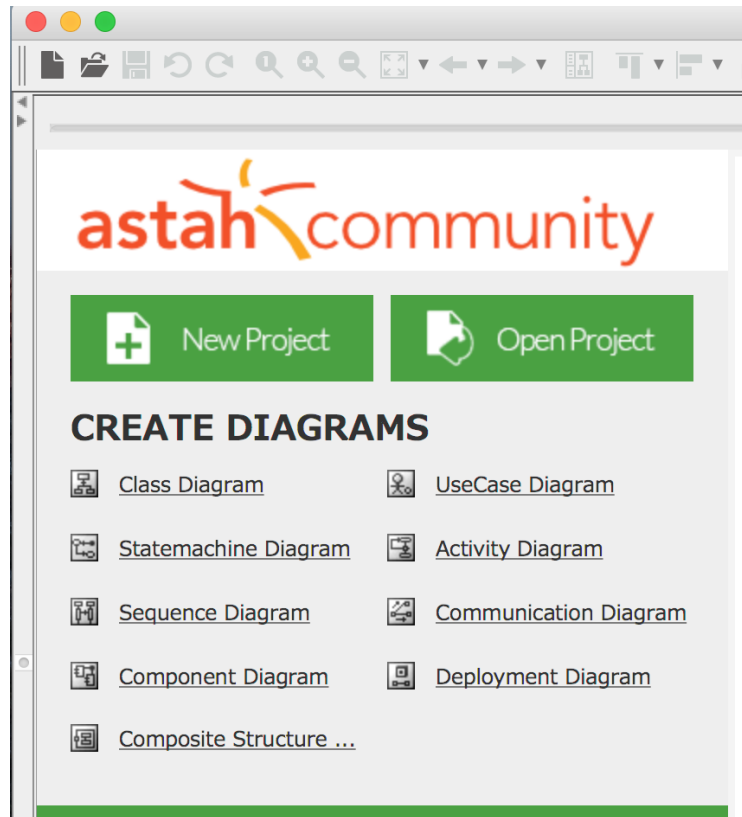 astah community
New Project Open Project
CREATE DIAGRAMS
Class Diagram UseCase Diagram
Statemachine Diagram Activity Diagram
Sequence Diagram Communication Diagram
Component Diagram Deployment Diagram
Composite Structure ...